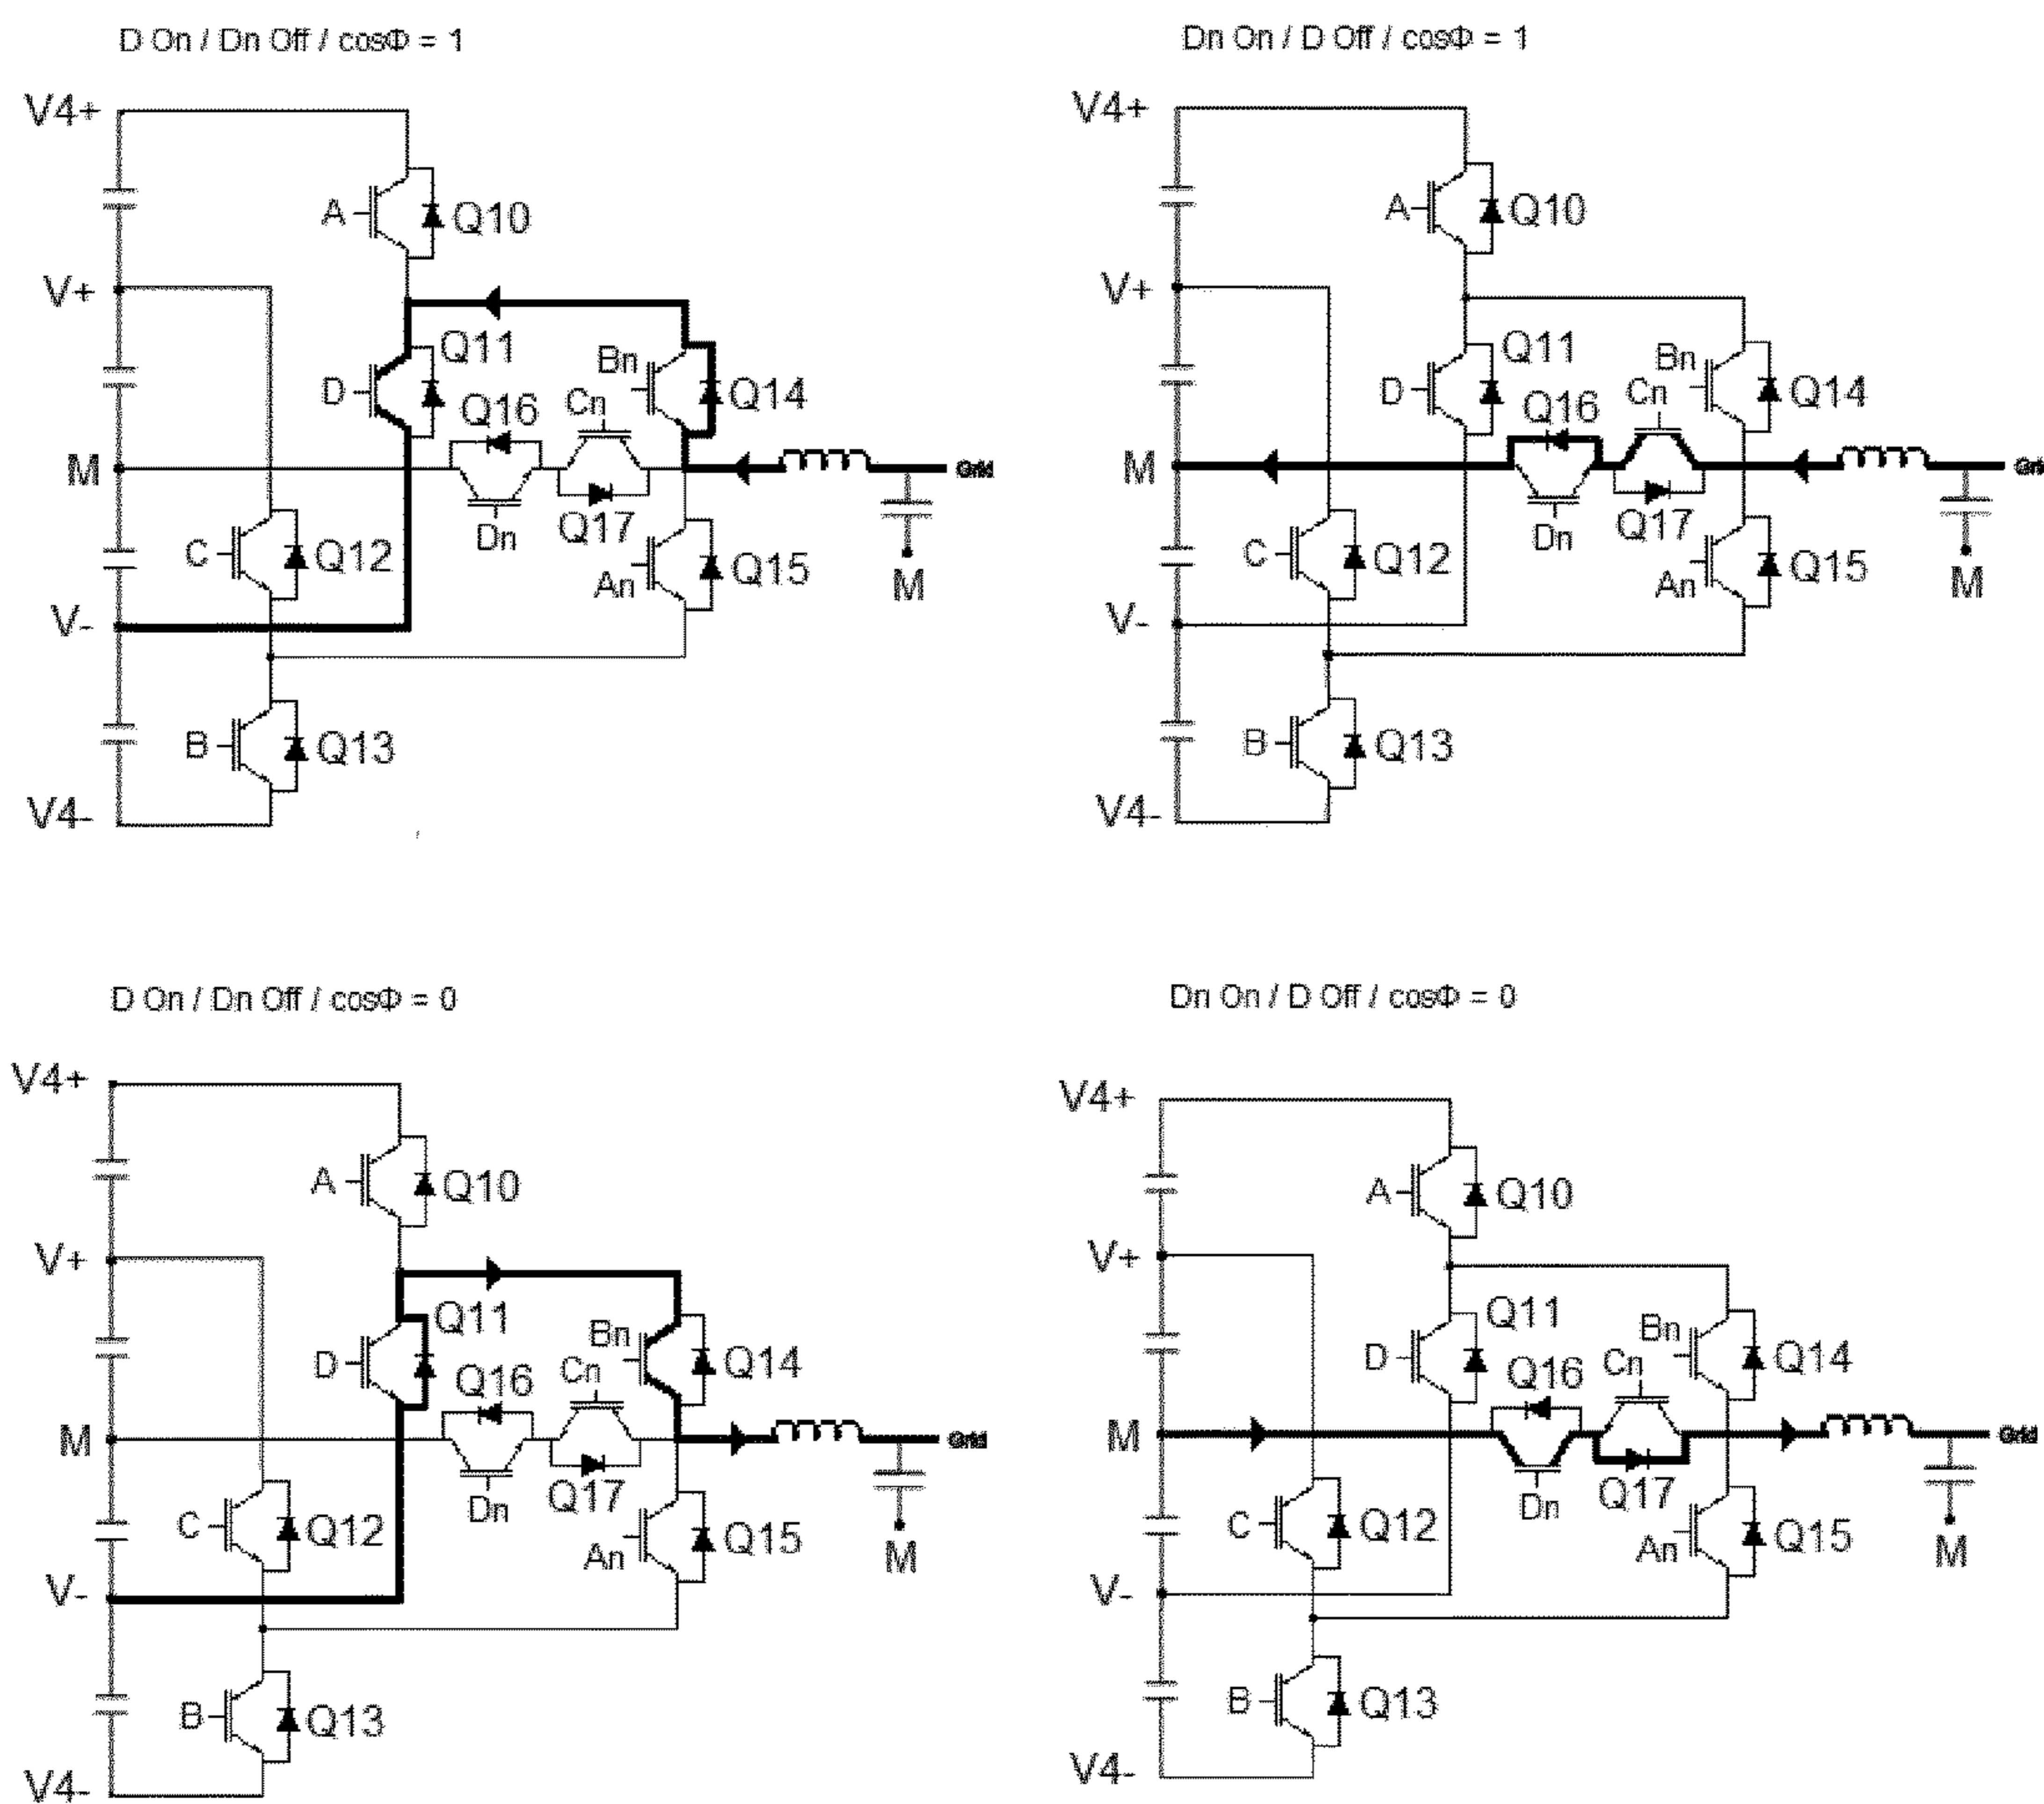 D On / Dn Off / cosΦ = 1
V4+
A
Q10
V+
Q11
D
Bn
Q14
Q16
Cn
M
Grid
Dn
Q17
C
Q12
An
Q15
M
V-
B
Q13
V4-
Dn On / D Off / cosΦ = 1
V4+
A
Q10
V+
Q11
D
Bn
Q14
Q16
Cn
M
Gri
Dn
Q17
C
Q12
An
Q15
M
V-
B
Q13
V4-
D On / Dn Off / cosΦ = 0
V4+
A
Q10
V+
Q11
D
Bn
Q14
Q16
Cn
M
Grid
Dn
Q17
C
Q12
An
Q15
M
V-
B
Q13
V4-
Dn On / D Off / cosΦ = 0
V4+
A
Q10
V+
Q11
D
Bn
Q14
Q16
Cn
M
Grid
Dn
Q17
C
Q12
An
Q15
M
V-
B
Q13
V4-